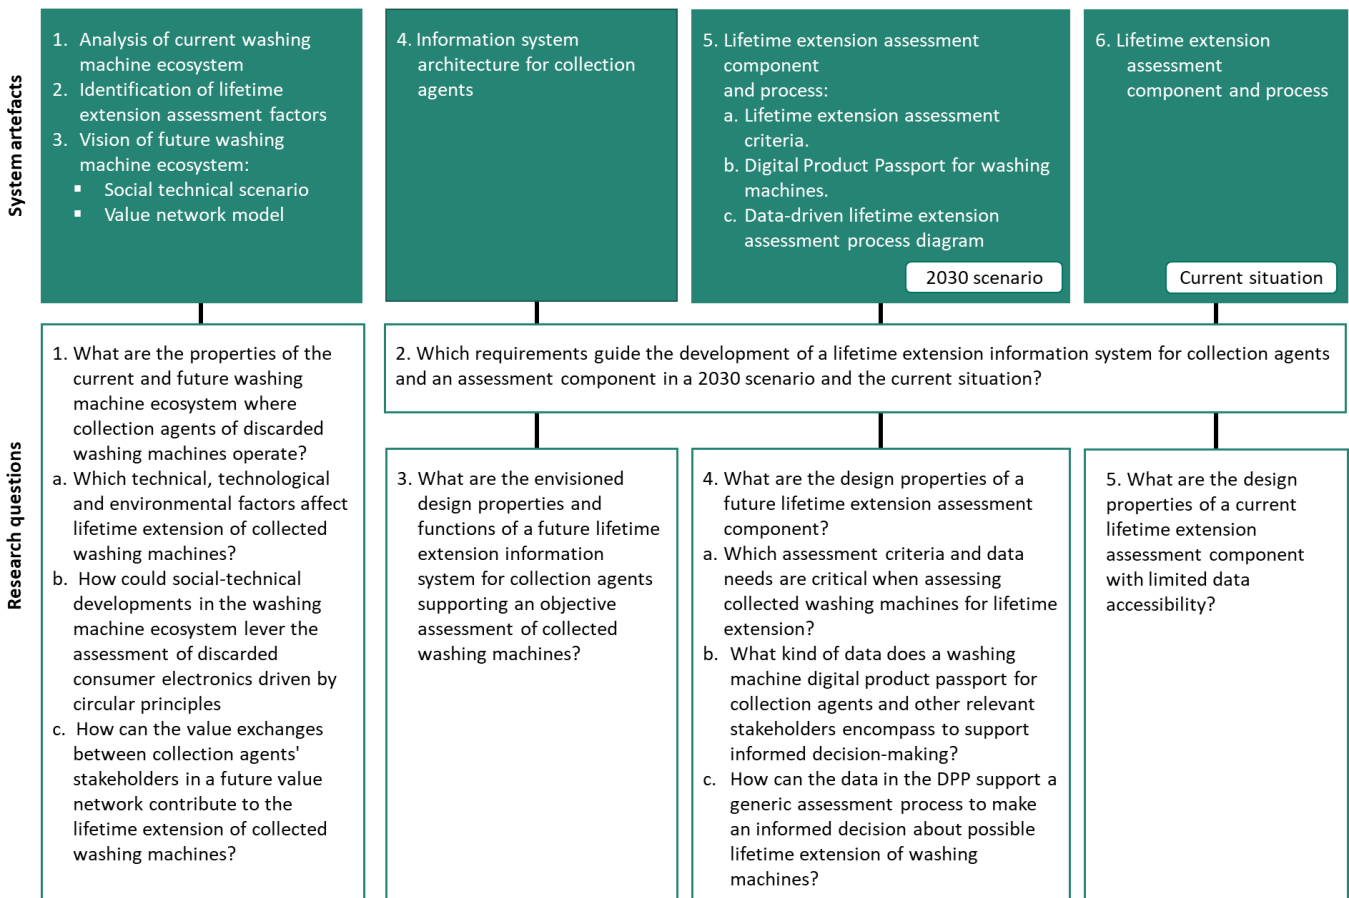 System artefacts
1. Analysis of current washing
machine ecosystem
2. Identification of lifetime
extension assessment factors
3. Vision of future washing
machine ecosystem:
▪ Social technical scenario
▪ Value network model
4. Information system
architecture for collection
agents
5. Lifetime extension assessment
component
and process:
a. Lifetime extension assessment
criteria.
b. Digital Product Passport for washing
machines.
c. Data-driven lifetime extension
assessment process diagram
2030 scenario
6. Lifetime extension
assessment
component and process
Current situation
Research questions
1. What are the properties of the
current and future washing
machine ecosystem where
collection agents of discarded
washing machines operate?
a. Which technical, technological
and environmental factors affect
lifetime extension of collected
washing machines?
b. How could social-technical
developments in the washing
machine ecosystem lever the
assessment of discarded
consumer electronics driven by
circular principles
c. How can the value exchanges
between collection agents'
stakeholders in a future value
network contribute to the
lifetime extension of collected
washing machines?
2. Which requirements guide the development of a lifetime extension information system for collection agents
and an assessment component in a 2030 scenario and the current situation?
3. What are the envisioned
design properties and
functions of a future lifetime
extension information
system for collection agents
supporting an objective
assessment of collected
washing machines?
4. What are the design properties of a
future lifetime extension assessment
component?
a. Which assessment criteria and data
needs are critical when assessing
collected washing machines for lifetime
extension?
b. What kind of data does a washing
machine digital product passport for
collection agents and other relevant
stakeholders encompass to support
informed decision-making?
c. How can the data in the DPP support a
generic assessment process to make
an informed decision about possible
lifetime extension of washing
machines?
5. What are the design
properties of a current
lifetime extension
assessment component
with limited data
accessibility?